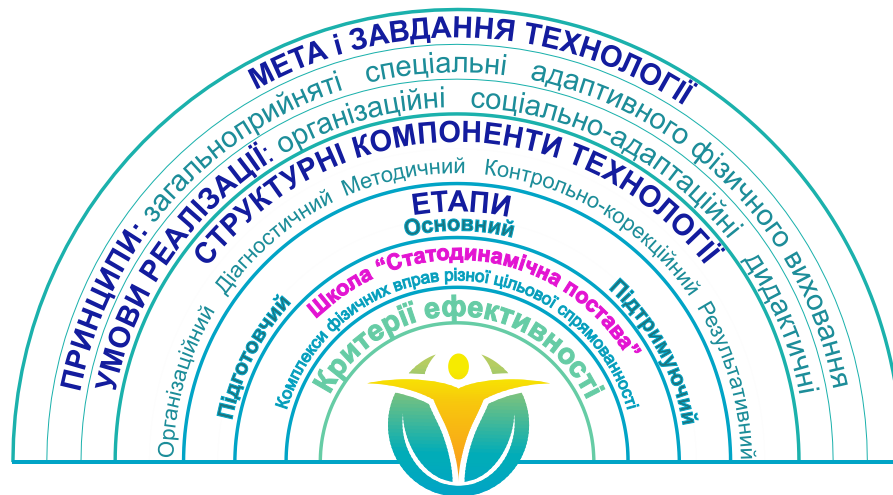 МЕТА і ЗАВДАННЯ ТЕХНОЛОГІЇ
ПРИНЦИПИ: загальноприйняті спеціальні адаптивного фізичного виховання
УМОВИ РЕАЛІЗАЦІЇ: організаційні соціально-адаптаційні дидактичні
СТРУКТУРНІ КОМПОНЕНТИ ТЕХНОЛОГІЇ
Організаційний Діагностичний Методичний Контрольно-корекційний Результативний
ЕТАПИ
Підготовчий Основний Підтримуючий
Школа “Статодинамічна постава”
Комплекси фізичних вправ різної цільової спрямованності
Критерії ефективності